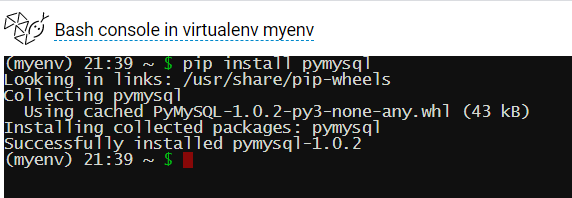 Bash console in virtualenv myenv
(myenv) 21:39 ~ $ pip install pymysql
Looking in links: /usr/share/pip-wheels
Collecting pymysql
  Using cached PyMySQL-1.0.2-py3-none-any.whl (43 kB)
Installing collected packages: pymysql
Successfully installed pymysql-1.0.2
(myenv) 21:39 ~ $